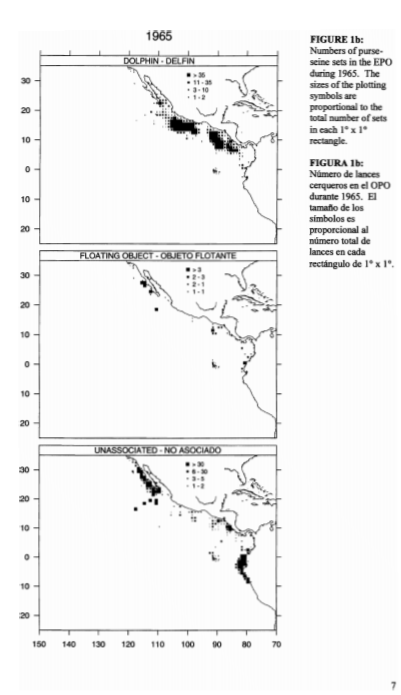 1965
DOLPHIN - DELFIN
> 35
11 - 35
3 - 10
1 - 2
30
20
10
0
10
20
FLOATING OBJECT - OBJETO FLOTANTE
> 3
2 - 3
2 - 1
1 - 1
30
20
10
0
10
20
UNASSOCIATED - NO ASOCIADO
> 30
6 - 30
3 - 5
1 - 2
30
20
10
0
10
20
150 140 130 120 110 100 90 80 70
FIGURE 1b:
Numbers of purse-
seine sets in the EPO
during 1965. The
sizes of the plotting
symbols are
proportional to the
total number of sets
in each 1° x 1°
rectangle.
FIGURA 1b:
Número de lances
cerqueros en el OPO
durante 1965. El
tamaño de los
símbolos es
proporcional al
número total de
lances en cada
rectángulo de 1° x 1°.
7